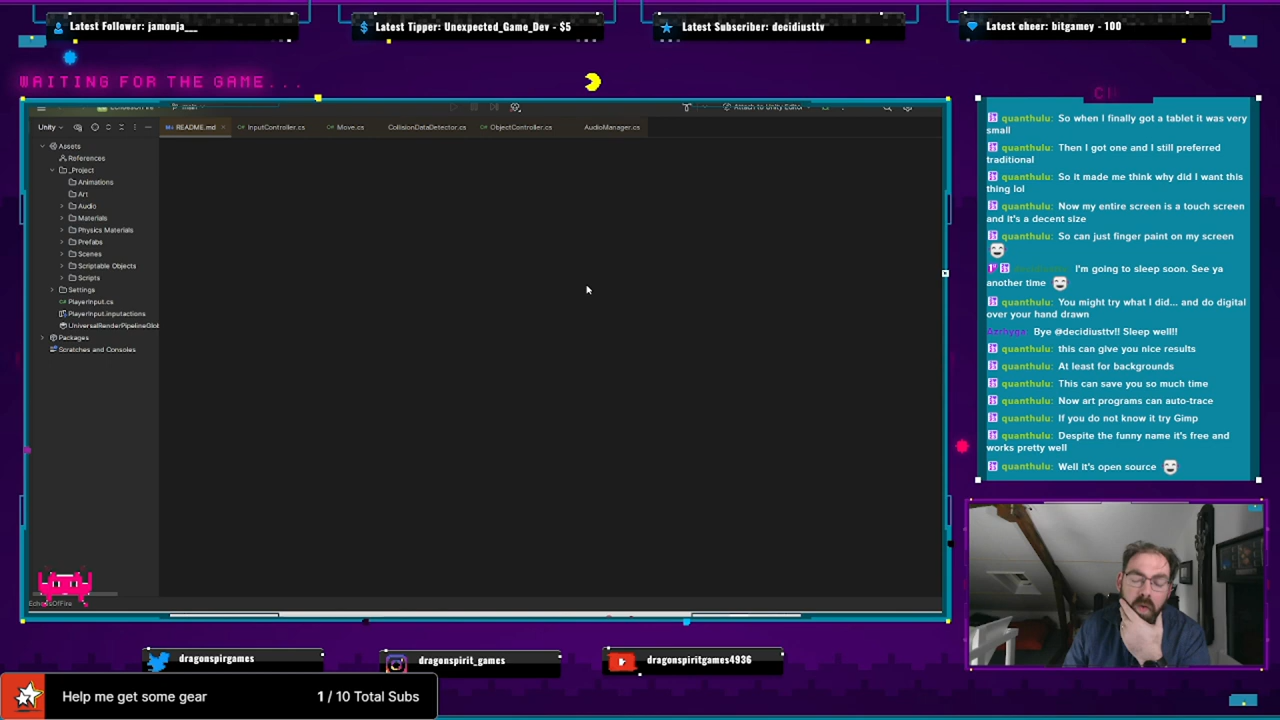 Latest Follower: jamonja___
Latest Tipper: Unexpected_Game_Dev - $5
Latest Subscriber: decidiusttv
Latest cheer: bitgamey - 100
WAITING FOR THE GAME...
main
Attach to Unity Editor
Unity
README.md
InputController.cs
Move.cs
CollisionDataDetector.cs
ObjectController.cs
AudioManager.cs
Assets
References
_Project
Animations
Art
Audio
Materials
Physics Materials
Prefabs
Scenes
Scriptable Objects
Scripts
Settings
PlayerInput.cs
PlayerInput.inputactions
UniversalRenderPipelineGlob
Packages
Scratches and Consoles
quanthulu: So when I finally got a tablet it was very
small
quanthulu: Then I got one and I still preferred
traditional
quanthulu: So it made me think why did I want this
thing lol
quanthulu: Now my entire screen is a touch screen
and it's a decent size
quanthulu: So can just finger paint on my screen
I'm going to sleep soon. See ya
another time
quanthulu: You might try what I did... and do digital
over your hand drawn
Azrhyga: Bye @decidiusttv!! Sleep well!!
quanthulu: this can give you nice results
quanthulu: At least for backgrounds
quanthulu: This can save you so much time
quanthulu: Now art programs can auto-trace
quanthulu: If you do not know it try Gimp
quanthulu: Despite the funny name it's free and
works pretty well
quanthulu: Well it's open source
dragonspirgames
dragonspirit_games
dragonspiritgames4936
Help me get some gear
1 / 10 Total Subs